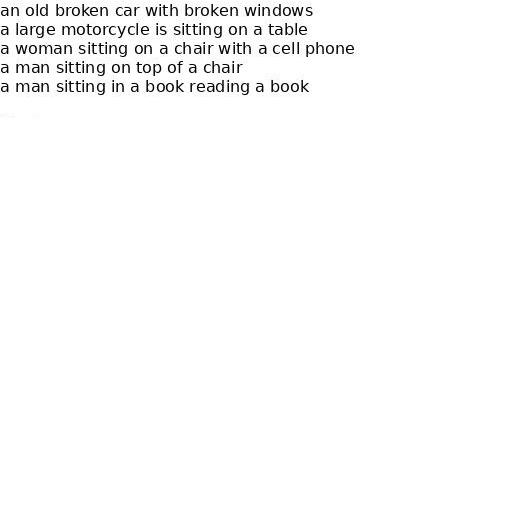 an old broken car with broken windows
a large motorcycle is sitting on a table
a woman sitting on a chair with a cell phone
a man sitting on top of a chair
a man sitting in a book reading a book